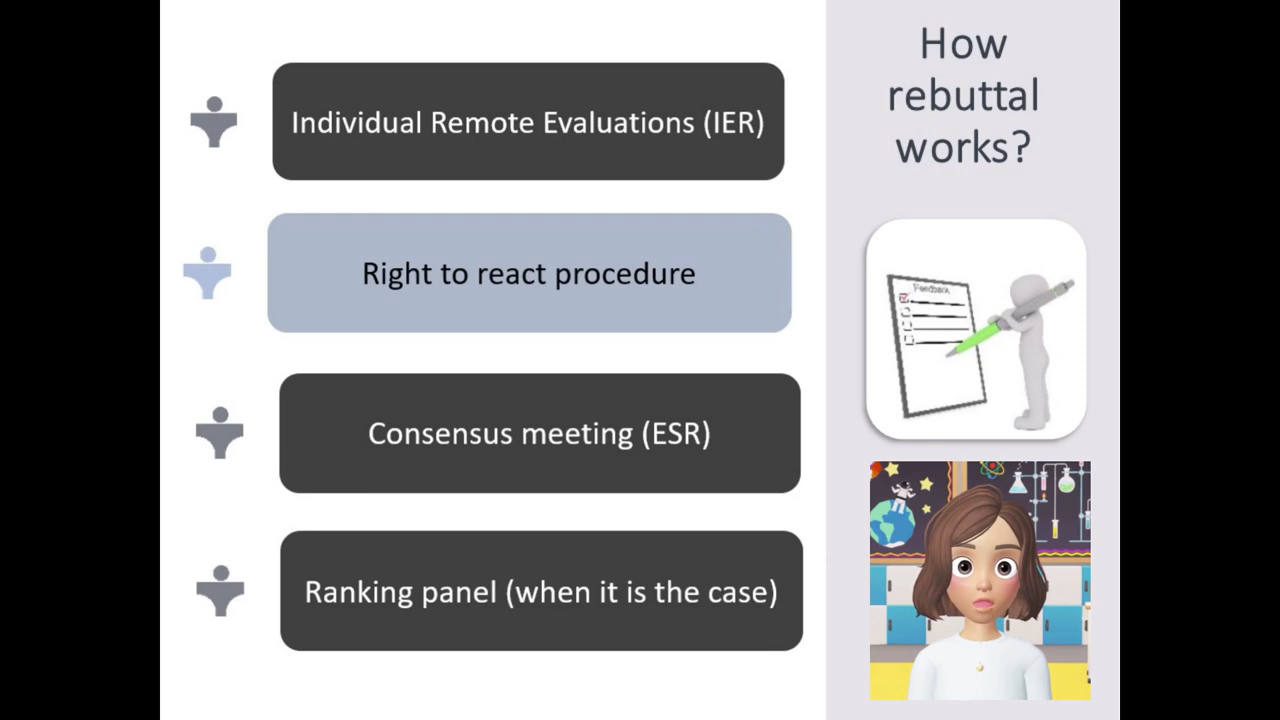 Individual Remote Evaluations (IER)
Right to react procedure
Consensus meeting (ESR)
Ranking panel (when it is the case)
How
rebuttal
works?
Feedback